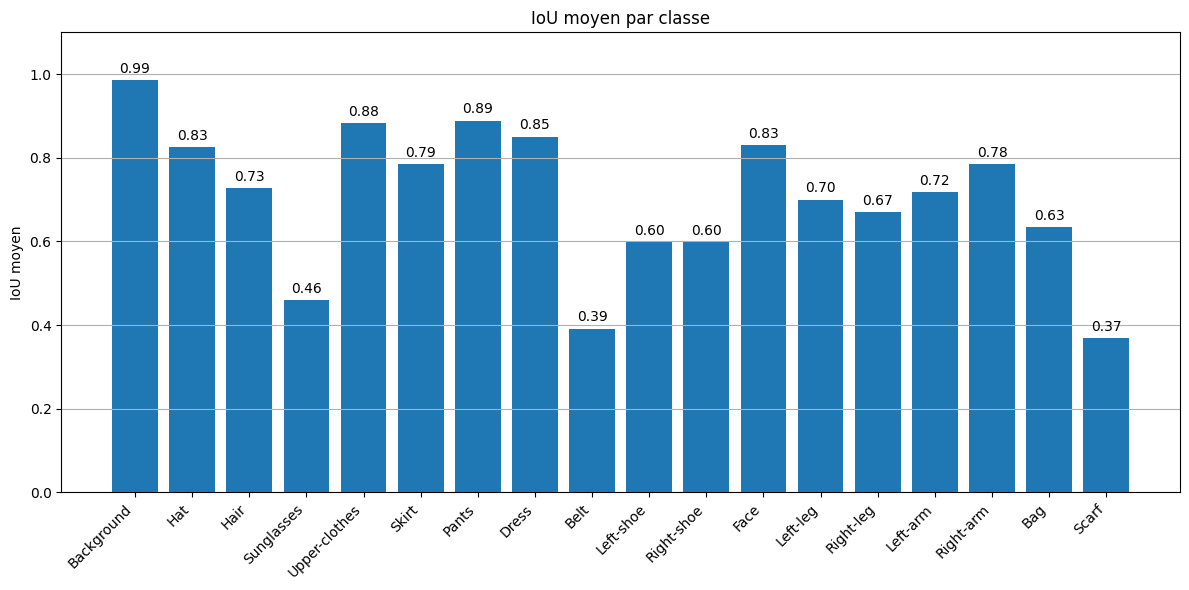 IoU moyen par classe
IoU moyen
1.0
0.8
0.6
0.4
0.2
0.0
0.99
0.83
0.73
0.46
0.88
0.79
0.89
0.85
0.39
0.60
0.60
0.83
0.70
0.67
0.72
0.78
0.63
0.37
Background
Hat
Hair
Sunglasses
Upper-clothes
Skirt
Pants
Dress
Belt
Left-shoe
Right-shoe
Face
Left-leg
Right-leg
Left-arm
Right-arm
Bag
Scarf